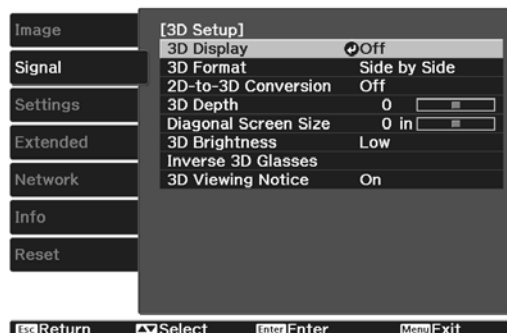 Image
Signal
Settings
Extended
Network
Info
Reset
[3D Setup]
3D Display Off
3D Format Side by Side
2D-to-3D Conversion Off
3D Depth 0
Diagonal Screen Size 0 in
3D Brightness Low
Inverse 3D Glasses
3D Viewing Notice On
Esc Return Select Enter Enter Menu Exit